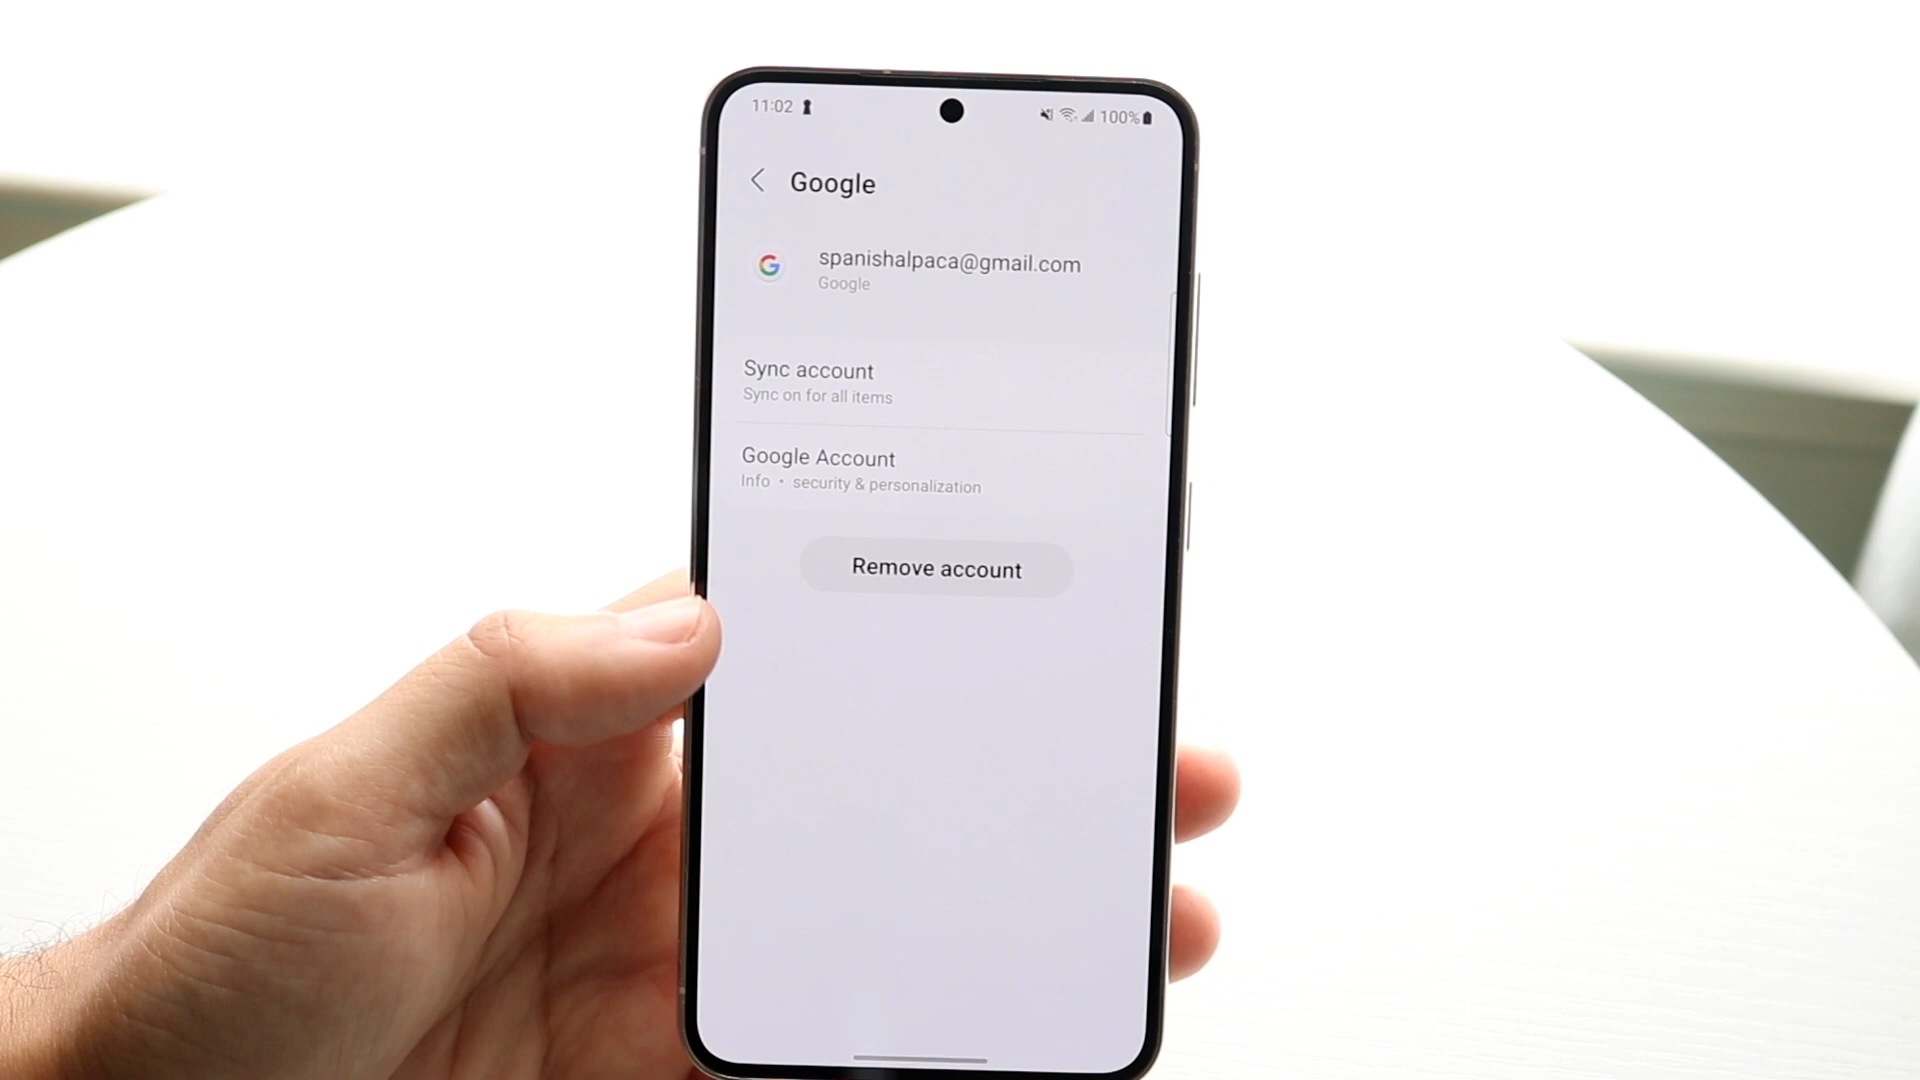 11:02
100%
Google
spanishalpaca@gmail.com
Google
Sync account
Sync on for all items
Google Account
Info • security & personalization
Remove account